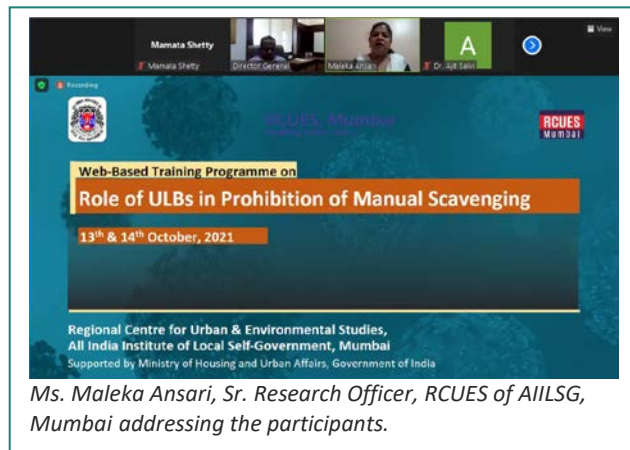 View
Mamata Shetty
Mamata Shetty
Director General
Maleka Ansari
A
Dr. Ajit Salvi
Recording
RCUES, Mumbai
RCUES
Mumbai
Web-Based Training Programme on
Role of ULBs in Prohibition of Manual Scavenging
13th & 14th October, 2021
Regional Centre for Urban & Environmental Studies,
All India Institute of Local Self-Government, Mumbai
Supported by Ministry of Housing and Urban Affairs, Government of India
Ms. Maleka Ansari, Sr. Research Officer, RCUES of AIILSG,
Mumbai addressing the participants.